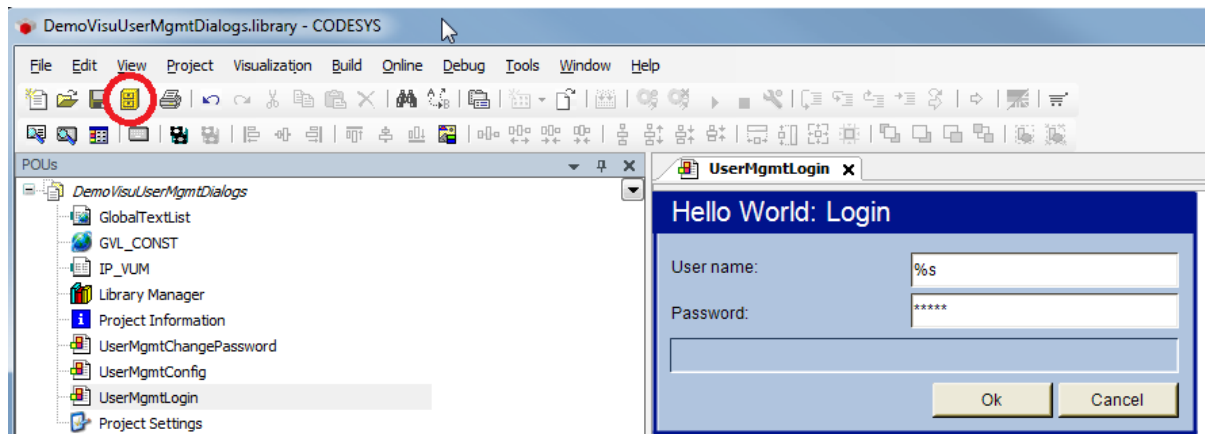 DemoVisuUserMgmtDialogs.library - CODESYS
File Edit View Project Visualization Build Online Debug Tools Window Help
POUs
DemoVisuUserMgmtDialogs
GlobalTextList
GVL_CONST
IP_VUM
Library Manager
Project Information
UserMgmtChangePassword
UserMgmtConfig
UserMgmtLogin
Project Settings
UserMgmtLogin X
Hello World: Login
User name: %s
Password: *****
Ok Cancel